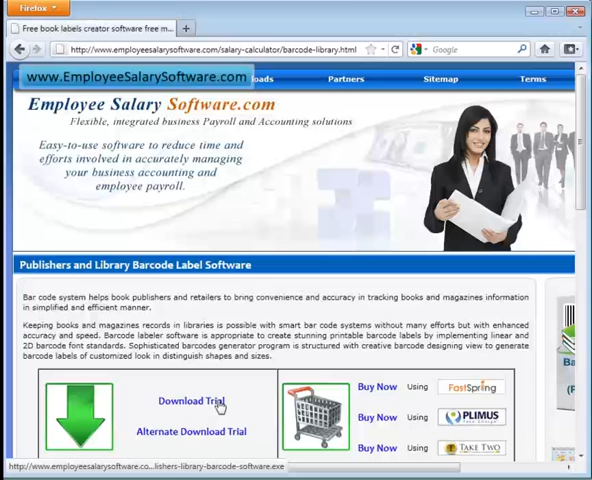 Firefox
Free book labels creator software free m...
http://www.employeesalarysoftware.com/salary-calculator/barcode-library.html
Google
www.EmployeeSalarySoftware.com
oads
Partners
Sitemap
Terms
Employee Salary Software.com
Flexible, integrated business Payroll and Accounting solutions
Easy-to-use software to reduce time and
efforts involved in accurately managing
your business accounting and
employee payroll.
Publishers and Library Barcode Label Software
Bar code system helps book publishers and retailers to bring convenience and accuracy in tracking books and magazines information
in simplified and efficient manner.
Keeping books and magazines records in libraries is possible with smart bar code systems without many efforts but with enhanced
accuracy and speed. Barcode labeler software is appropriate to create stunning printable barcode labels by implementing linear and
2D barcode font standards. Sophisticated barcodes generator program is structured with creative barcode designing view to generate
barcode labels of customized look in distinguish shapes and sizes.
Download Trial
Alternate Download Trial
Buy Now Using FastSpring
Buy Now Using PLIMUS
Buy Now Using TAKE TWO
Ba
(P
http://www.employeesalarysoftware.co...lishers-library-barcode-software.exe